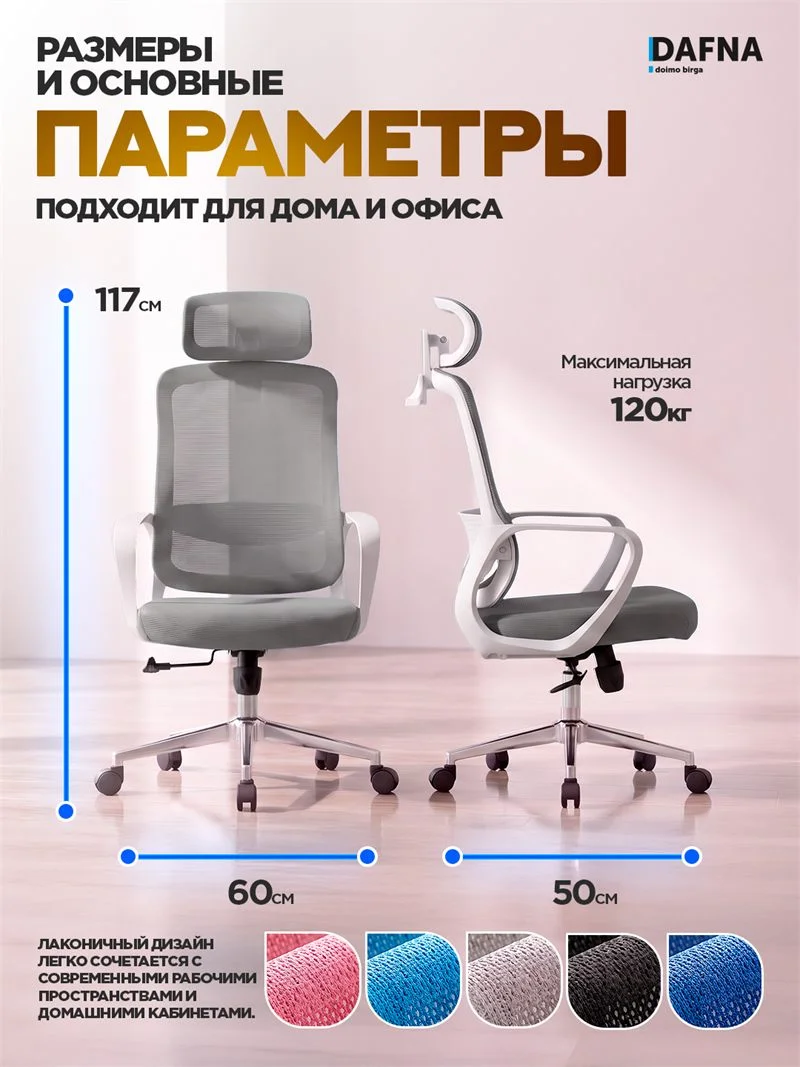 РАЗМЕРЫ
И ОСНОВНЫЕ
ПАРАМЕТРЫ
ПОДХОДИТ ДЛЯ ДОМА И ОФИСА
DAFNA
doimo birga
117см
Максимальная
нагрузка
120кг
60см
50см
ЛАКОНИЧНЫЙ ДИЗАЙН
ЛЕГКО СОЧЕТАЕТСЯ С
СОВРЕМЕННЫМИ РАБОЧИМИ
ПРОСТРАНСТВАМИ И
ДОМАШНИМИ КАБИНЕТАМИ.